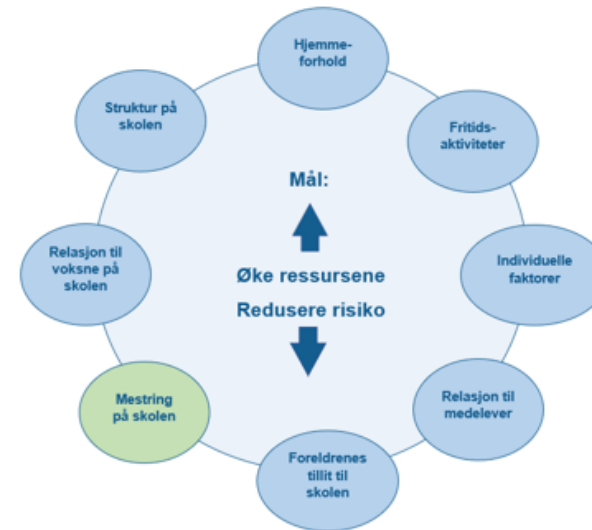 Hjemme-
forhold
Fritids-
aktiviteter
Individuelle
faktorer
Relasjon til
medelever
Foreldrenes
tillit til
skolen
Mestring
på skolen
Relasjon til
voksne på
skolen
Struktur på
skolen
Mål:
Øke ressursene
Redusere risiko